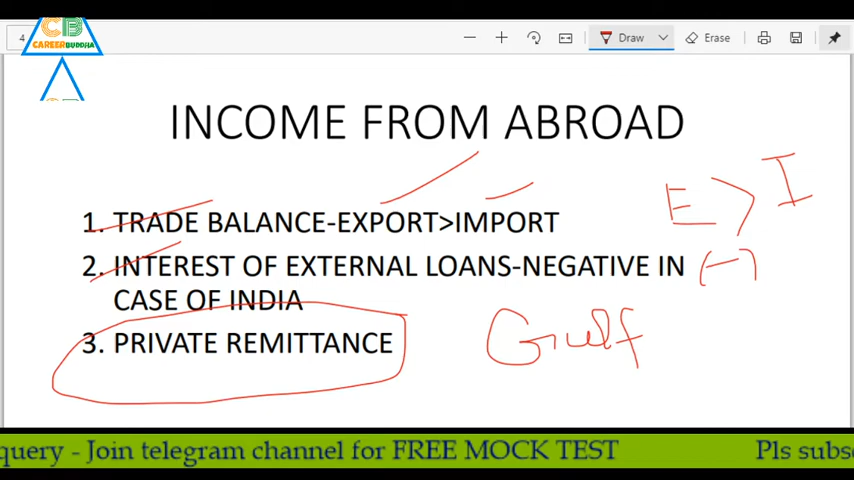 CB
CAREERBUDDHA
4
Draw
Erase
INCOME FROM ABROAD
1. TRADE BALANCE-EXPORT>IMPORT
E > I
2. INTEREST OF EXTERNAL LOANS-NEGATIVE IN
CASE OF INDIA
(-)
3. PRIVATE REMITTANCE
Gulf
query - Join telegram channel for FREE MOCK TEST
Pls subs